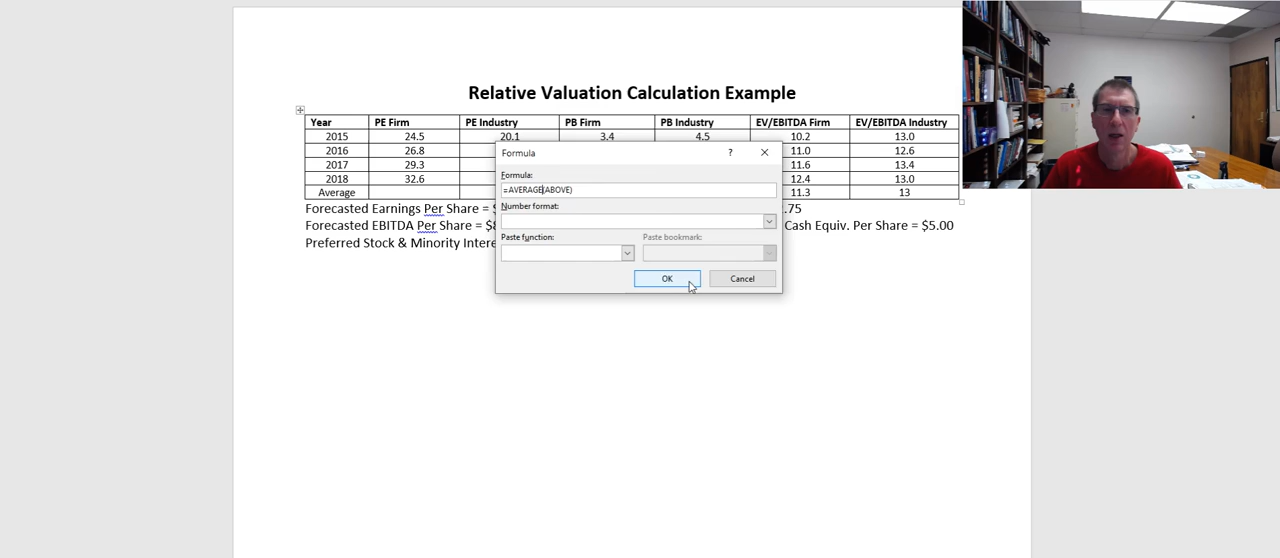 Relative Valuation Calculation Example
Year PE Firm PE Industry PB Firm PB Industry EV/EBITDA Firm EV/EBITDA Industry
2015 24.5 20.1 3.4 4.5 10.2 13.0
2016 26.8 11.0 12.6
2017 29.3 11.6 13.4
2018 32.6 12.4 13.0
Average 11.3 13
Forecasted Earnings Per Share = .75
Forecasted EBITDA Per Share = $ Cash Equiv. Per Share = $5.00
Preferred Stock & Minority Intere
Formula ?
Formula:
=AVERAGE(ABOVE)
Number format:
Paste function: Paste bookmark:
OK Cancel